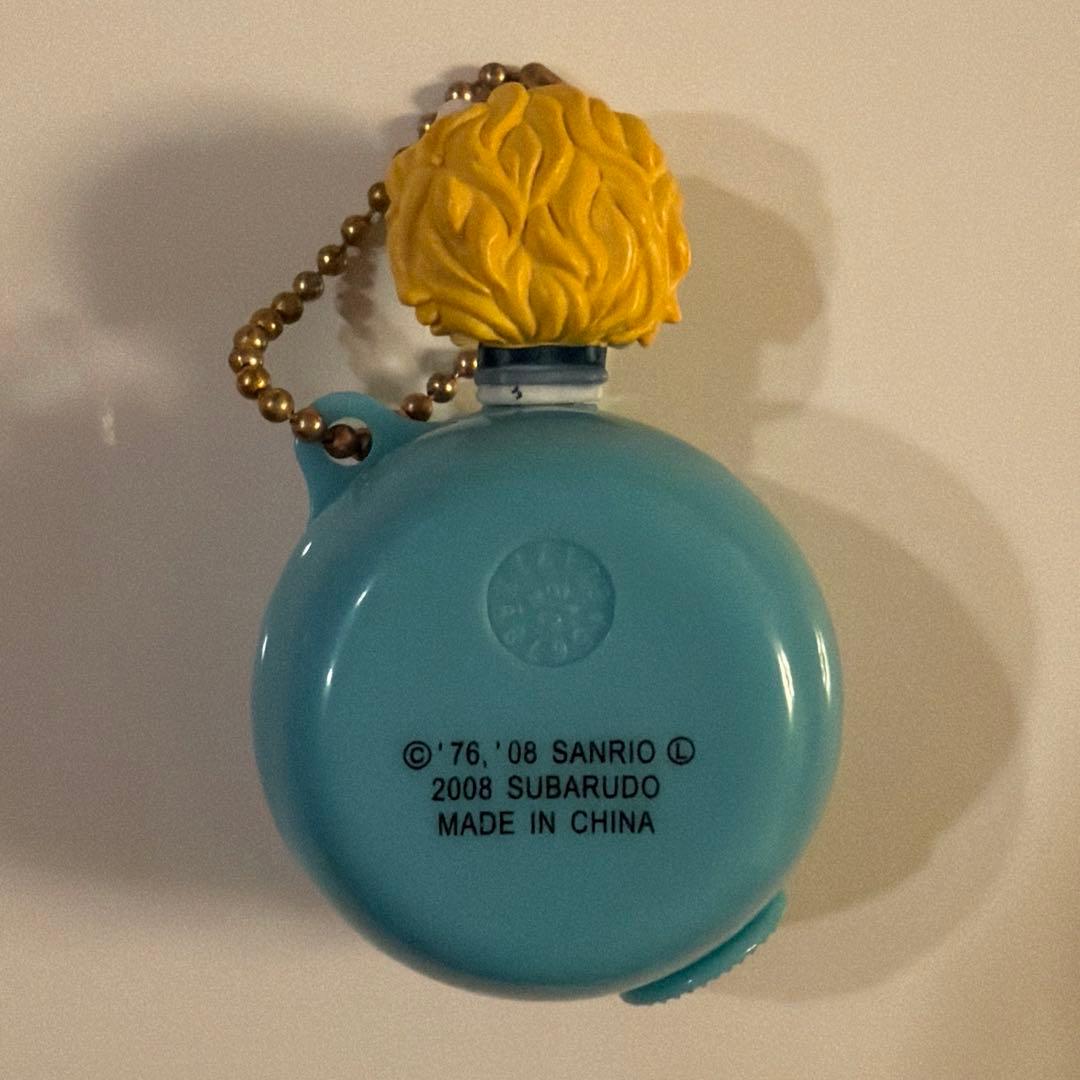 © '76, '08 SANRIO Ⓛ
2008 SUBARUDO
MADE IN CHINA